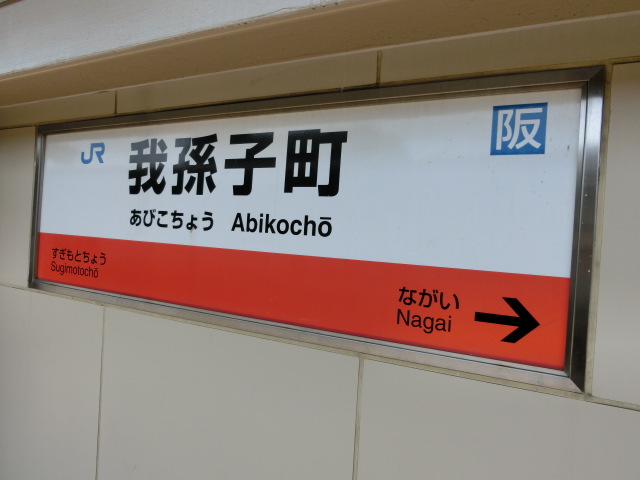 JR
我孫子町
阪
あびこちょう Abikochō
すぎもとちょう
Sugimotochō
ながい
Nagai